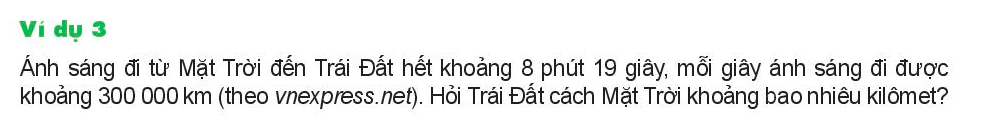 Ví dụ 3
Ánh sáng đi từ Mặt Trời đến Trái Đất hết khoảng 8 phút 19 giây, mỗi giây ánh sáng đi được
khoảng 300 000 km (theo vnexpress.net). Hỏi Trái Đất cách Mặt Trời khoảng bao nhiêu kilômet?